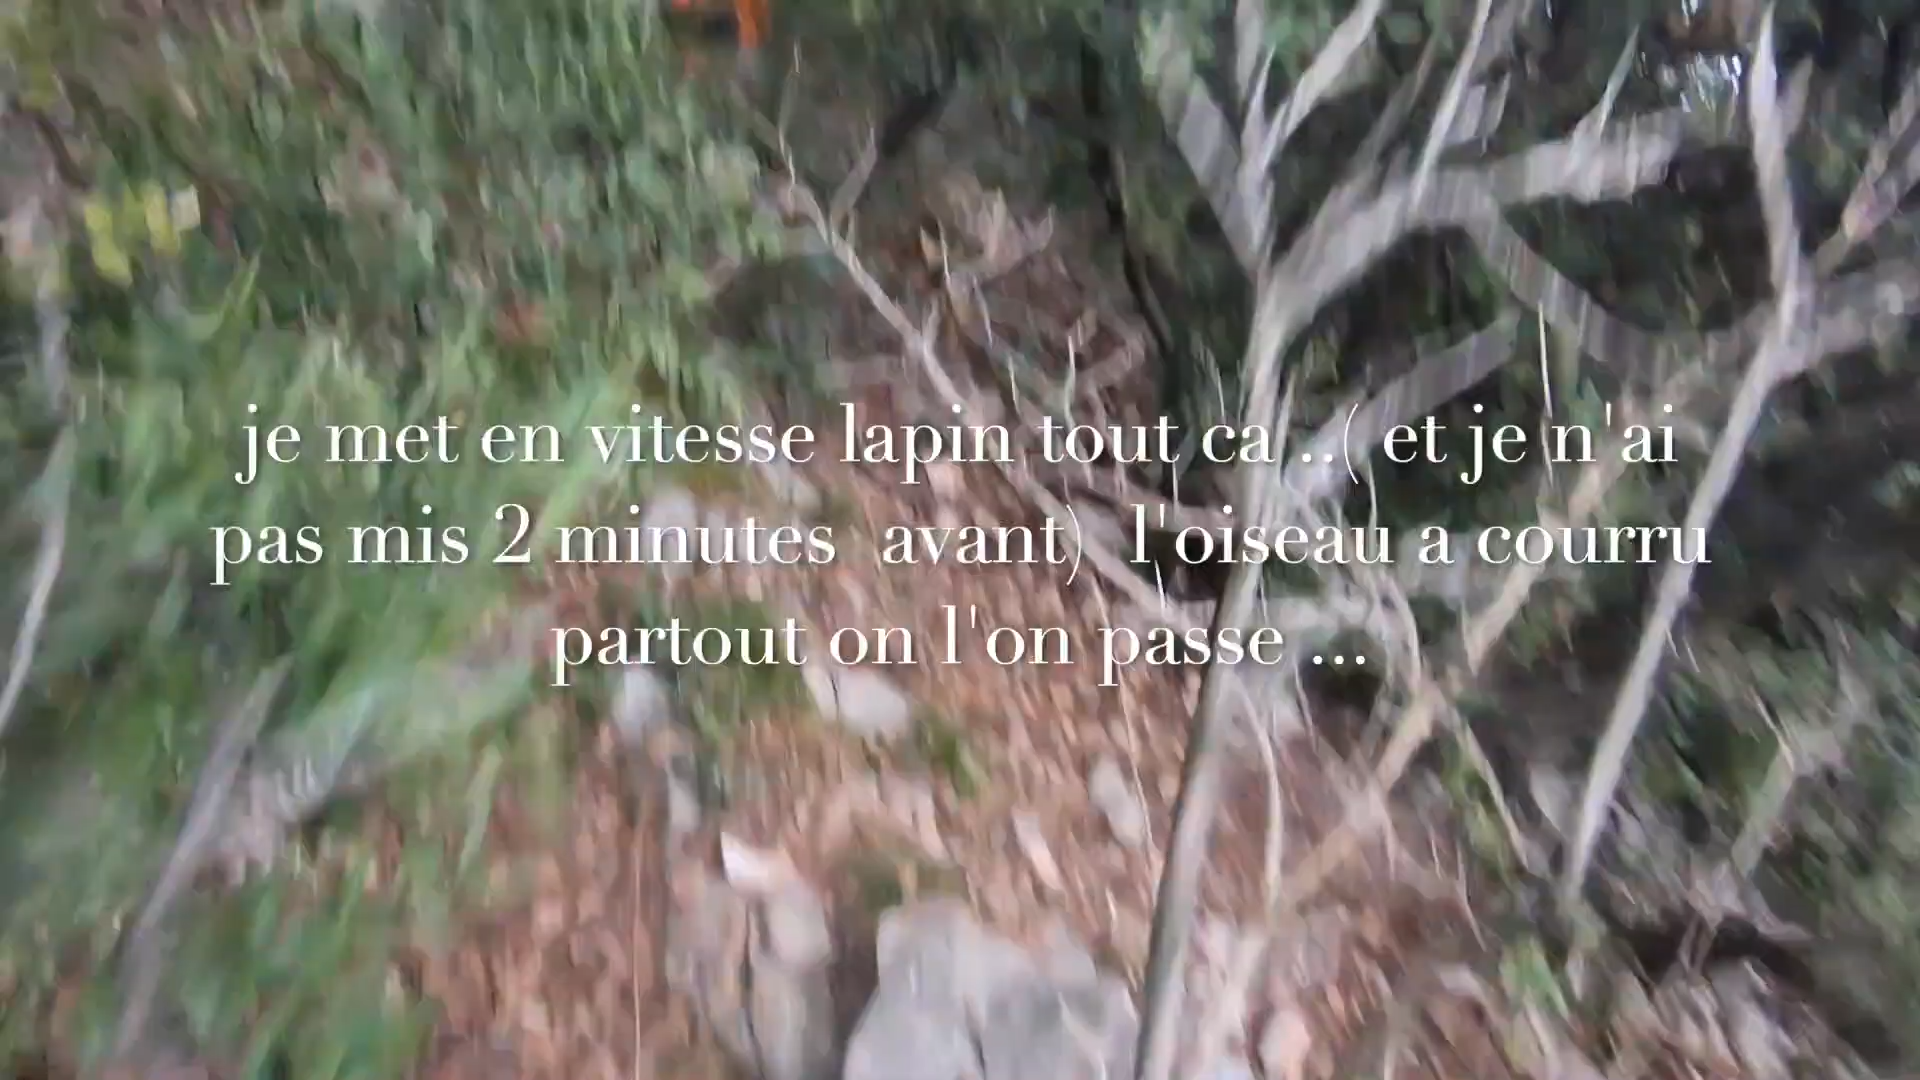 je met en vitesse lapin tout ca ..( et je n'ai
pas mis 2 minutes  avant)  l'oiseau a courru
partout on l'on passe ...